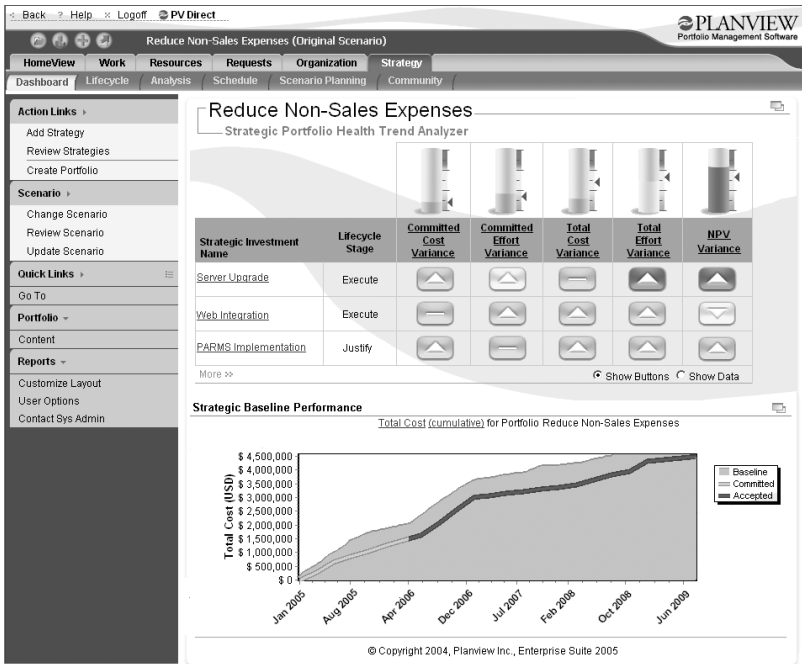 Back ? Help × Logoff PV Direct
PLANVIEW
Portfolio Management Software
Reduce Non-Sales Expenses (Original Scenario)
HomeView Work Resources Requests Organization Strategy
Dashboard Lifecycle Analysis Schedule Scenario Planning Community
Action Links
Add Strategy
Review Strategies
Create Portfolio
Scenario
Change Scenario
Review Scenario
Update Scenario
Quick Links
Go To
Portfolio
Content
Reports
Customize Layout
User Options
Contact Sys Admin
Reduce Non-Sales Expenses
Strategic Portfolio Health Trend Analyzer
Strategic Investment Name Lifecycle Stage Committed Cost Variance Committed Effort Variance Total Cost Variance Total Effort Variance NPV Variance
Server Upgrade Execute
Web Integration Execute
PARMS Implementation Justify
More >> Show Buttons Show Data
Strategic Baseline Performance
Total Cost (cumulative) for Portfolio Reduce Non-Sales Expenses
Total Cost (USD)
$ 4,500,000
$ 4,000,000
$ 3,500,000
$ 3,000,000
$ 2,500,000
$ 2,000,000
$ 1,500,000
$ 1,000,000
$ 500,000
$ 0
Jan 2005 Aug 2005 Apr 2006 Dec 2006 Jul 2007 Feb 2008 Oct 2008 Jun 2009
Baseline
Committed
Accepted
© Copyright 2004, Planview Inc., Enterprise Suite 2005